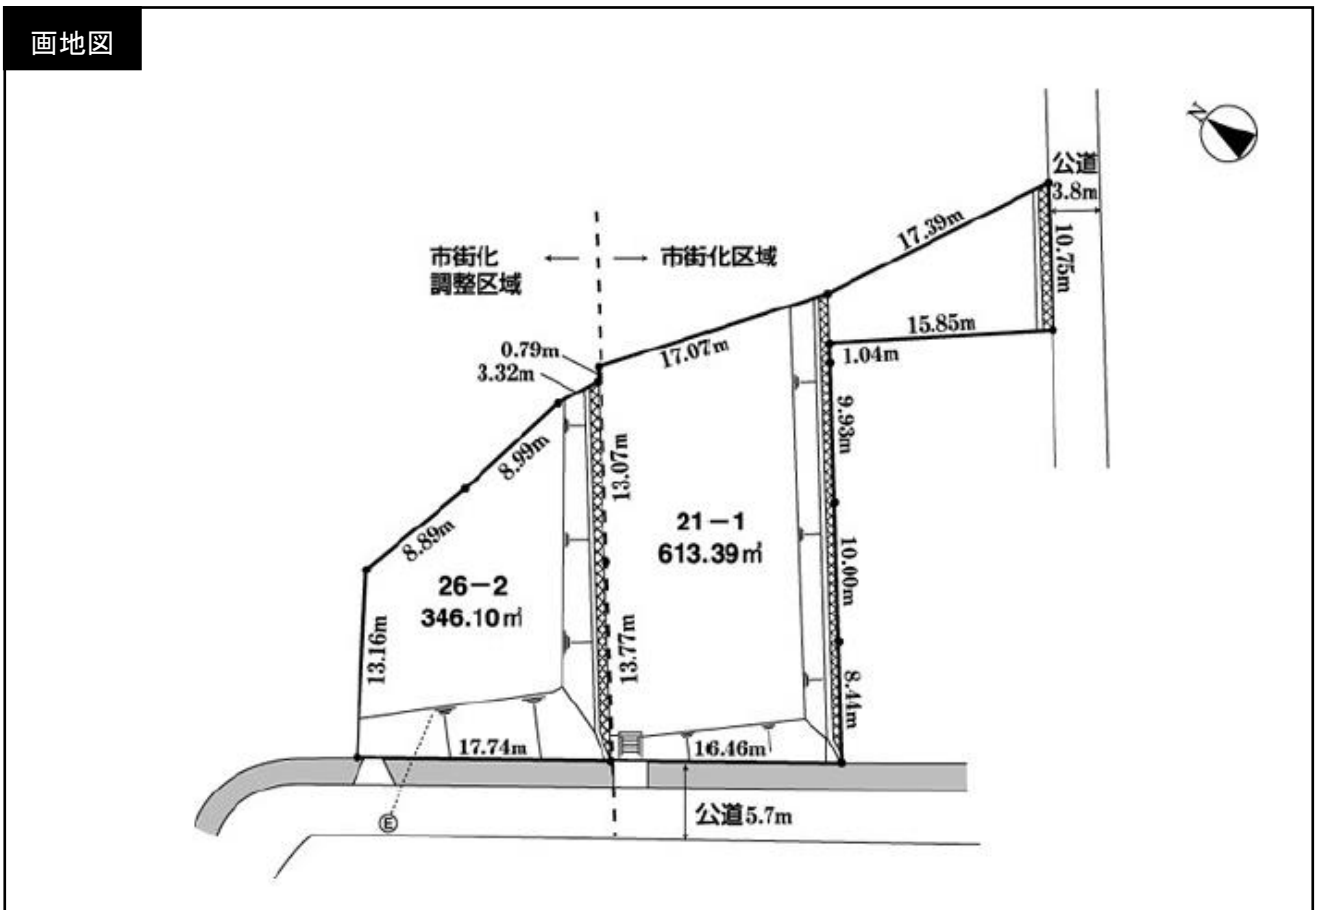 画地図
N
公道
3.8m
17.39m
10.75m
市街化
調整区域
市街化区域
15.85m
0.79m
3.32m
17.07m
1.04m
8.99m
13.07m
9.93m
8.89m
21-1
613.39㎡
10.00m
26-2
346.10㎡
13.16m
13.77m
8.44m
17.74m
16.46m
公道5.7m
Ⓔ